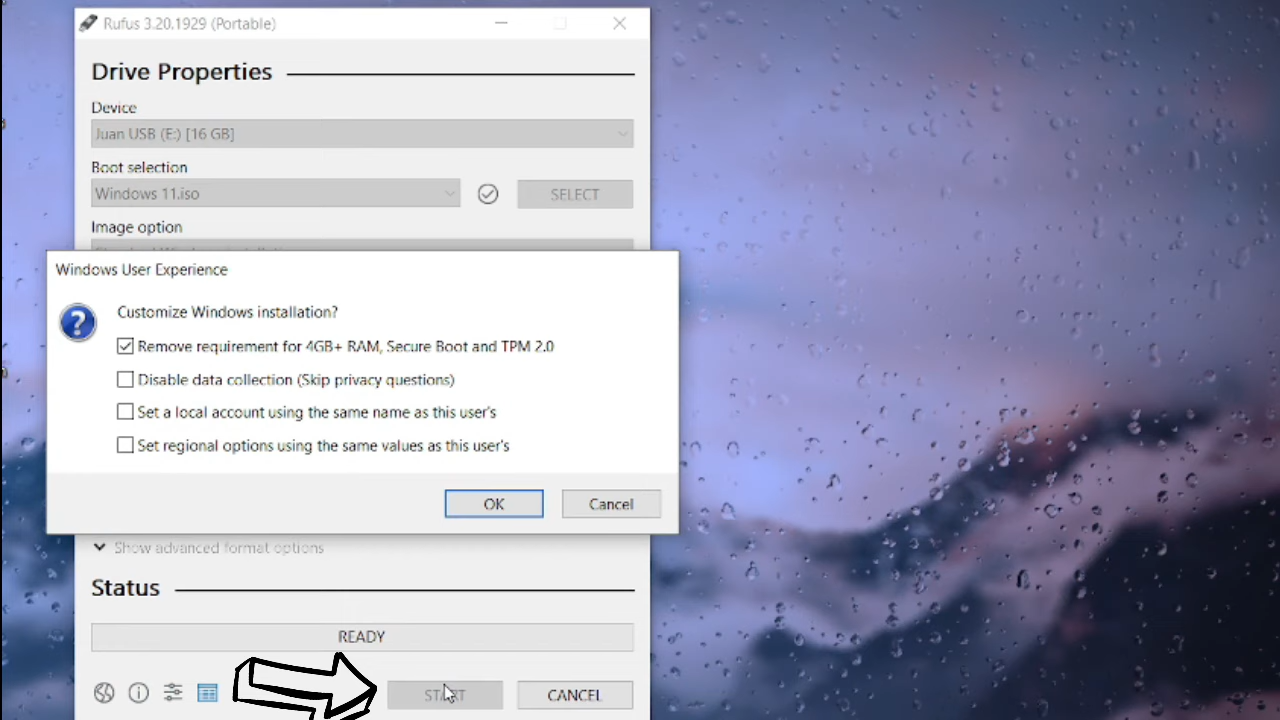 Rufus 3.20.1929 (Portable)
Drive Properties
Device
Juan USB (E:) [16 GB]
Boot selection
Windows 11.iso
SELECT
Image option
Windows User Experience
Customize Windows installation?
Remove requirement for 4GB+ RAM, Secure Boot and TPM 2.0
Disable data collection (Skip privacy questions)
Set a local account using the same name as this user's
Set regional options using the same values as this user's
OK
Cancel
Show advanced format options
Status
READY
START
CANCEL